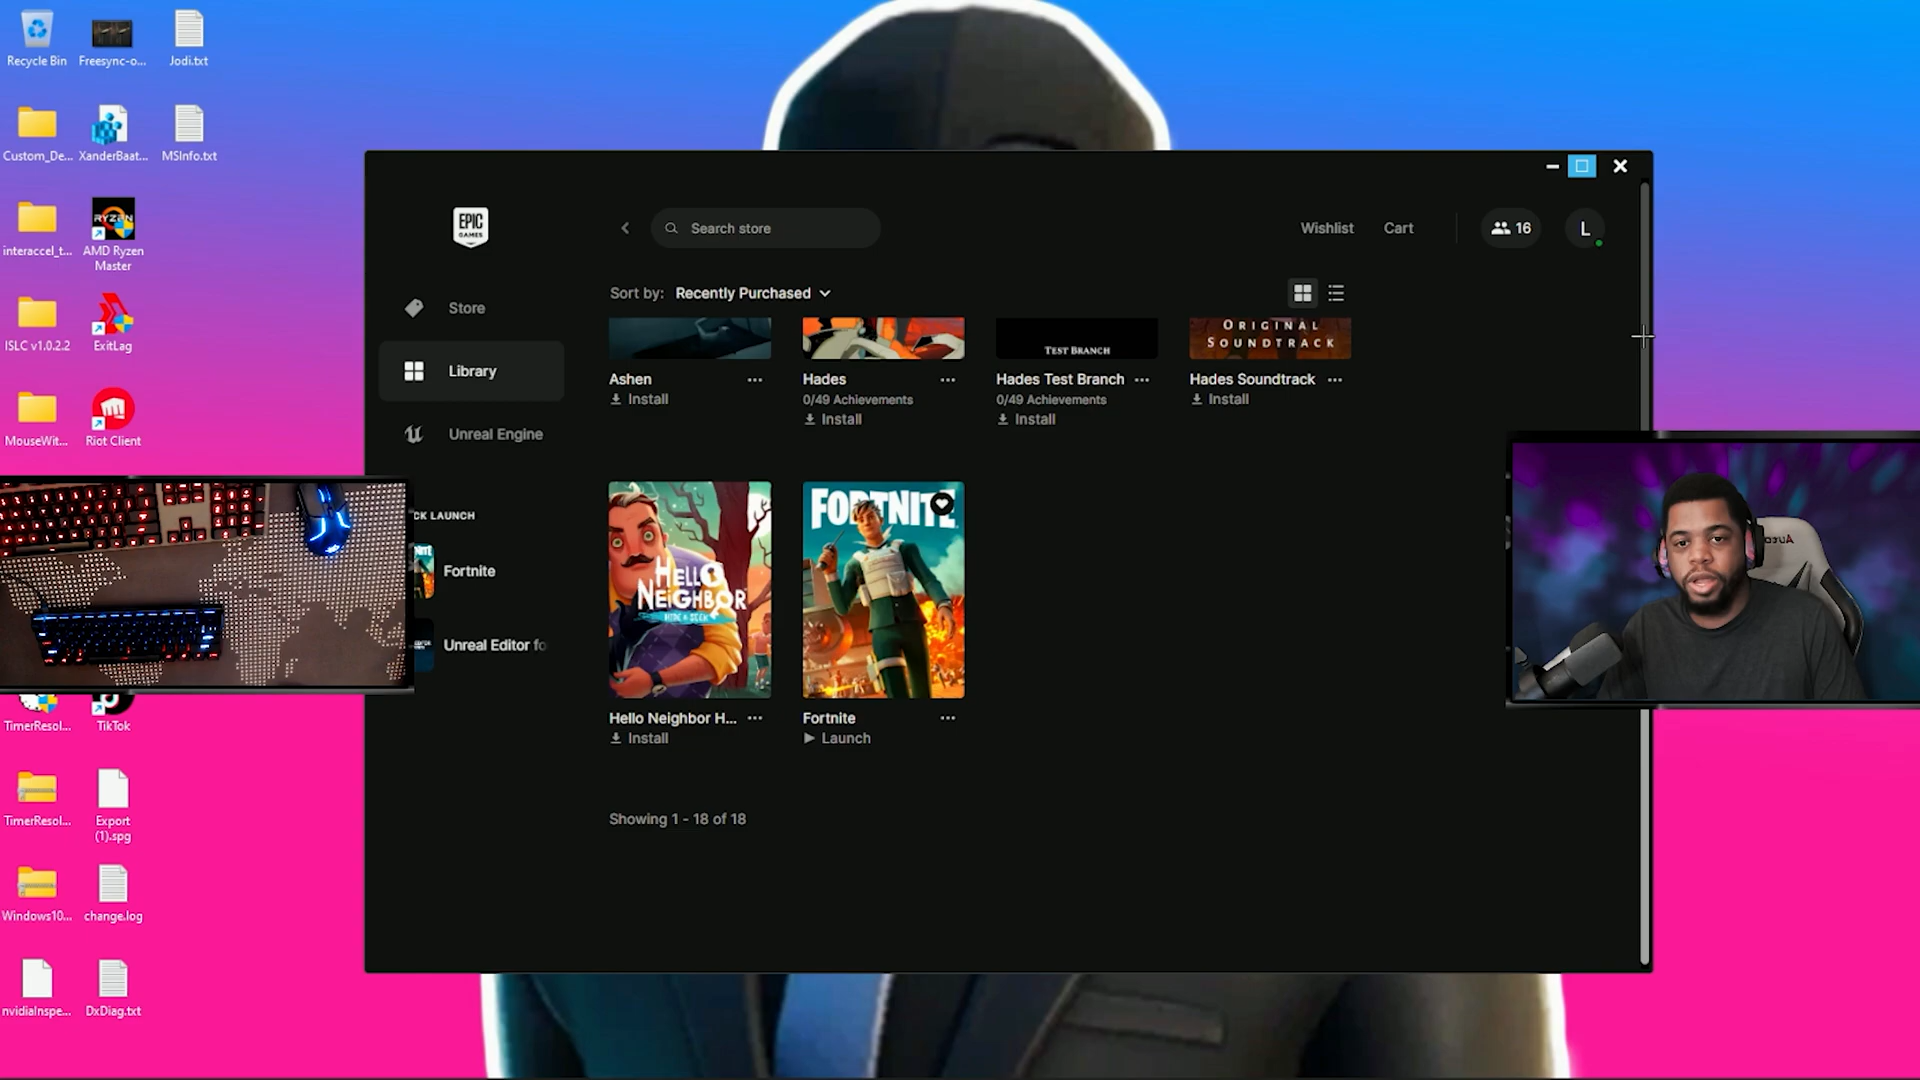 Recycle Bin
Freesync-o...
Jodi.txt
Custom_De...
XanderBaat...
MSInfo.txt
interaccel_t...
RYZEN
AMD Ryzen
Master
ISLC v1.0.2.2
ExitLag
MouseWit...
Riot Client
TimerResol...
TikTok
TimerResol...
Export
(1).spg
Windows10...
change.log
nvidiaInspe...
DxDiag.txt
EPIC
GAMES
Search store
Wishlist
Cart
16
L
Store
Library
Unreal Engine
CK LAUNCH
Fortnite
Unreal Editor fo
Sort by: Recently Purchased
TEST BRANCH
ORIGINAL
SOUNDTRACK
Ashen
Install
Hades
0/49 Achievements
Install
Hades Test Branch
0/49 Achievements
Install
Hades Soundtrack
Install
HELLO
NEIGHBOR
HIDE & SEEK
FORTNITE
Hello Neighbor H...
Install
Fortnite
Launch
Showing 1 - 18 of 18